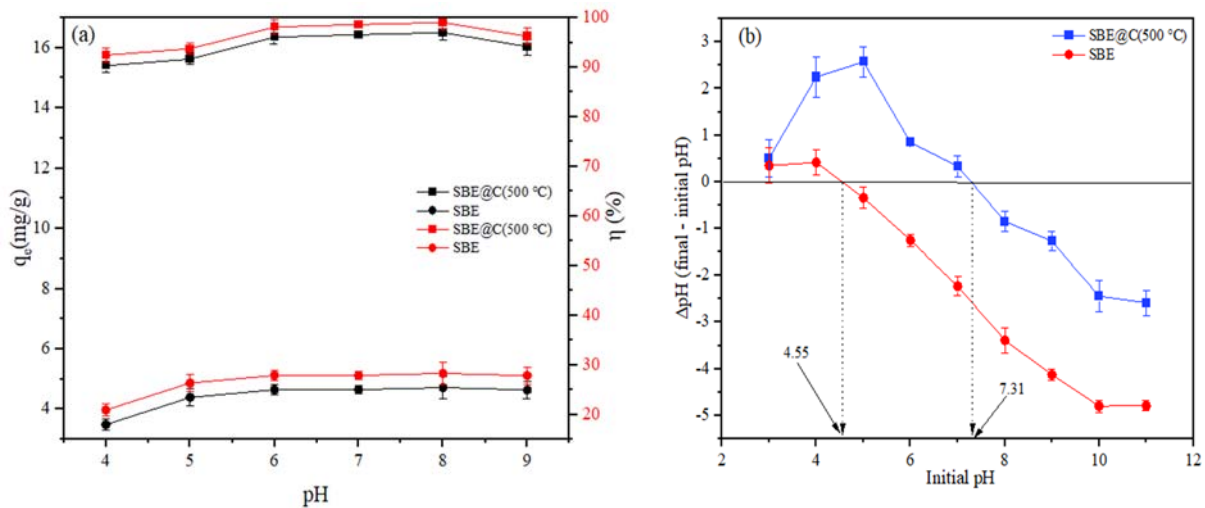 (a)
16
14
12
10
8
6
4
qe(mg/g)
100
90
80
70
60
50
40
30
20
η (%)
SBE@C(500 °C)
SBE
SBE@C(500 °C)
SBE
4 5 6 7 8 9
pH
(b)
SBE@C(500 °C)
SBE
3
2
1
0
-1
-2
-3
-4
-5
ΔpH (final - initial pH)
4.55
7.31
2 4 6 8 10 12
Initial pH